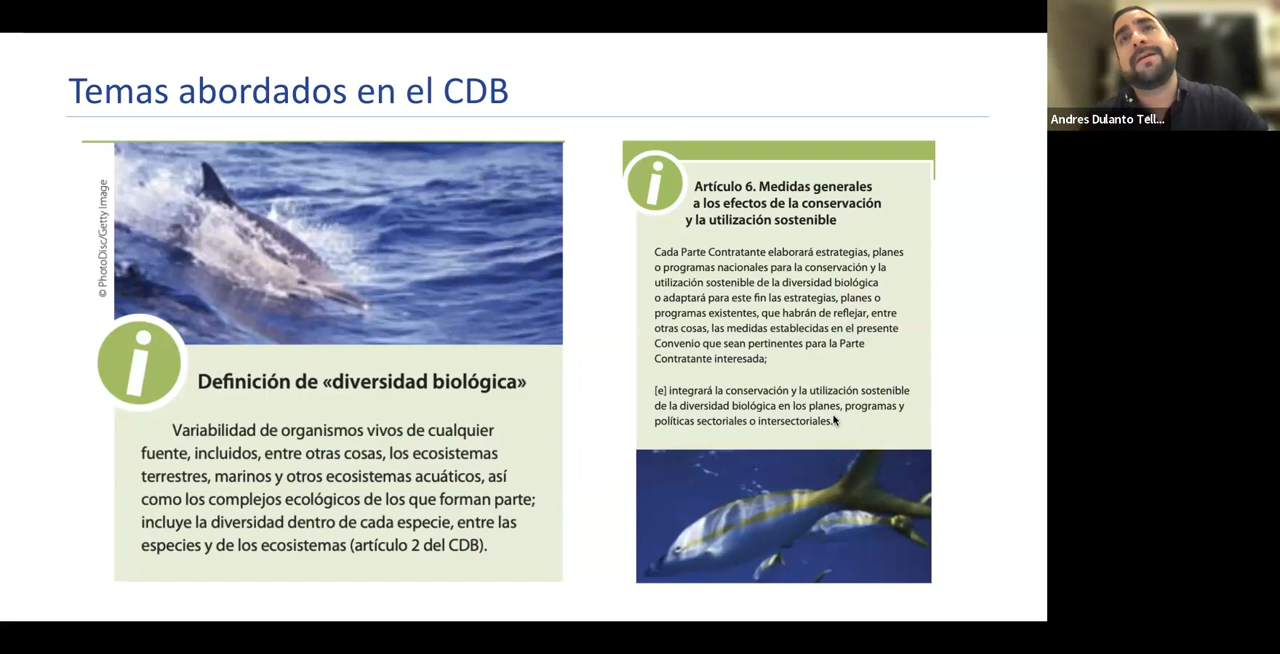 Temas abordados en el CDB
© PhotoDisc/Getty Image
i
Definición de «diversidad biológica»
Variabilidad de organismos vivos de cualquier
fuente, incluidos, entre otras cosas, los ecosistemas
terrestres, marinos y otros ecosistemas acuáticos, así
como los complejos ecológicos de los que forman parte;
incluye la diversidad dentro de cada especie, entre las
especies y de los ecosistemas (artículo 2 del CDB).
i
Artículo 6. Medidas generales
a los efectos de la conservación
y la utilización sostenible
Cada Parte Contratante elaborará estrategias, planes
o programas nacionales para la conservación y la
utilización sostenible de la diversidad biológica
o adaptará para este fin las estrategias, planes o
programas existentes, que habrán de reflejar, entre
otras cosas, las medidas establecidas en el presente
Convenio que sean pertinentes para la Parte
Contratante interesada;
[e] integrará la conservación y la utilización sostenible
de la diversidad biológica en los planes, programas y
políticas sectoriales o intersectoriales.
Andres Dulanto Tell...